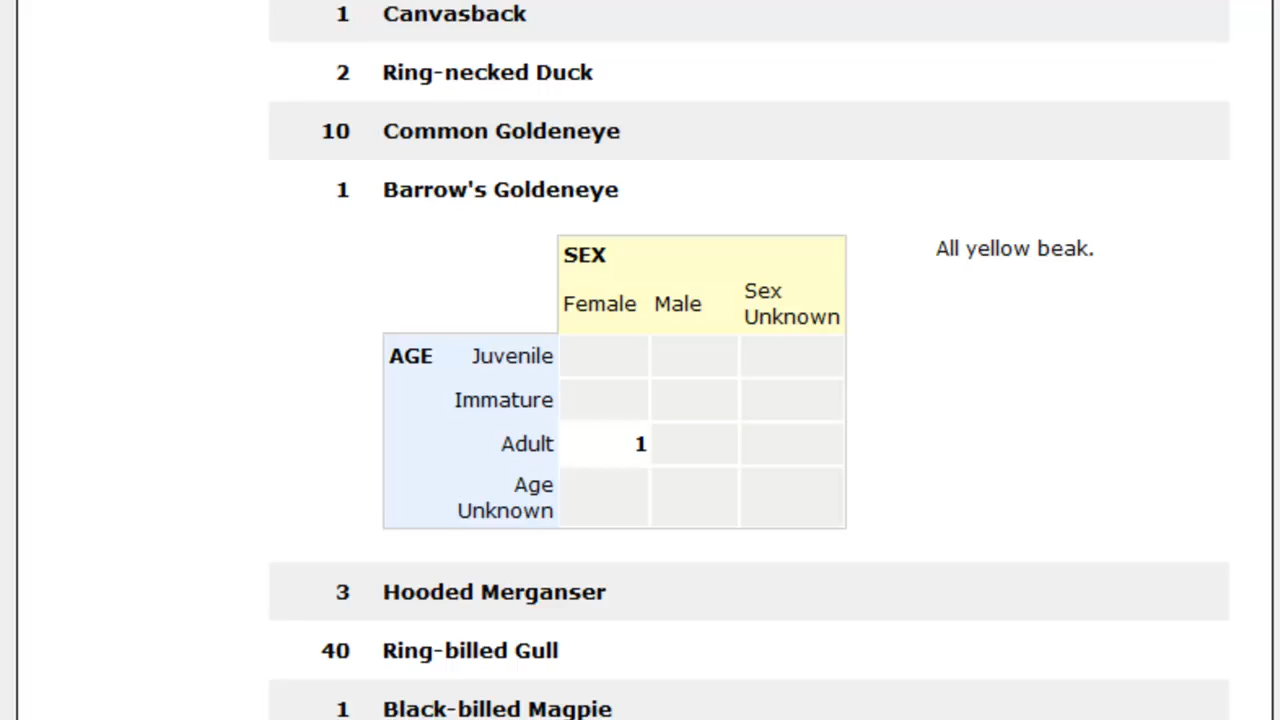 1 Canvasback
2 Ring-necked Duck
10 Common Goldeneye
1 Barrow's Goldeneye
SEX
All yellow beak.
Female Male Sex Unknown
AGE Juvenile
Immature
Adult 1
Age Unknown
3 Hooded Merganser
40 Ring-billed Gull
1 Black-billed Magpie